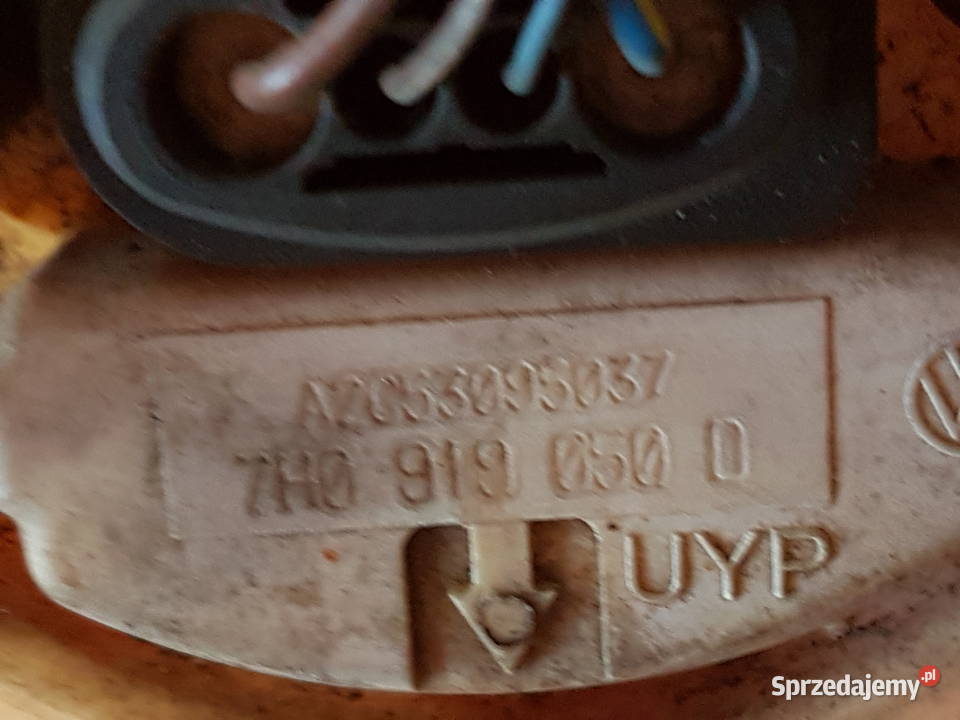 A2C53095037
7H0 919 050 D
UYP
Sprzedajemy.pl